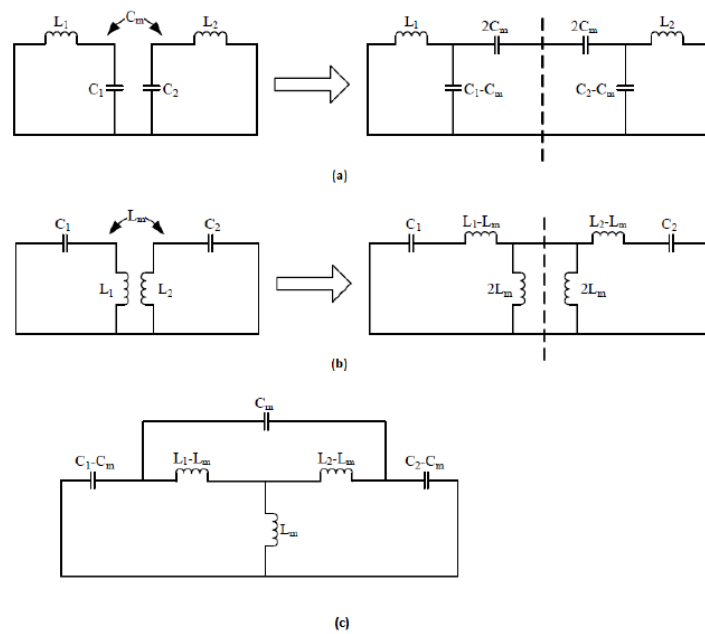 L₁ Cₘ L₂ L₁ 2Cₘ 2Cₘ L₂
C₁ C₂ C₁-Cₘ C₂-Cₘ
(a)
C₁ Lₘ C₂ C₁ L₁-Lₘ L₂-Lₘ C₂
L₁ L₂ 2Lₘ 2Lₘ
(b)
Cₘ
C₁-Cₘ L₁-Lₘ L₂-Lₘ C₂-Cₘ
Lₘ
(c)